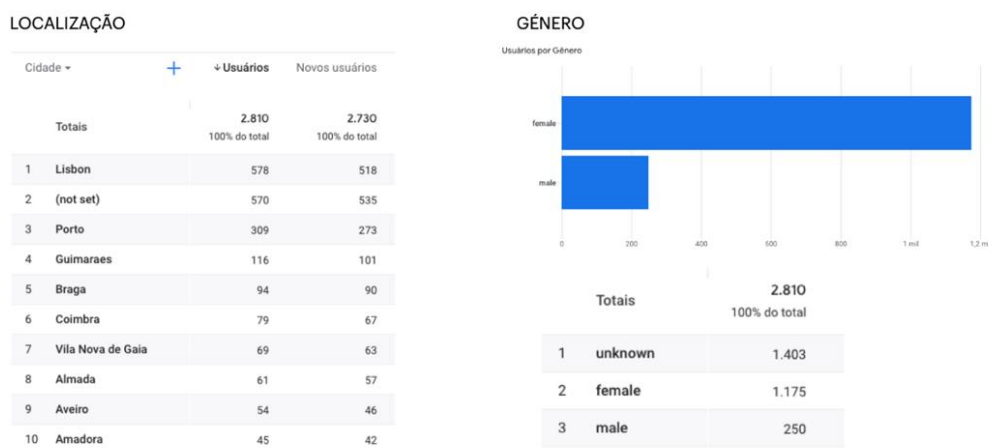 LOCALIZAÇÃO
Cidade + ↓Usuários Novos usuários
Totais 2.810 2.730
100% do total 100% do total
1 Lisbon 578 518
2 (not set) 570 535
3 Porto 309 273
4 Guimaraes 116 101
5 Braga 94 90
6 Coimbra 79 67
7 Vila Nova de Gaia 69 63
8 Almada 61 57
9 Aveiro 54 46
10 Amadora 45 42
GÉNERO
Usuários por Gênero
female
male
0 200 400 600 800 1 mil 1,2 m
Totais 2.810
100% do total
1 unknown 1.403
2 female 1.175
3 male 250